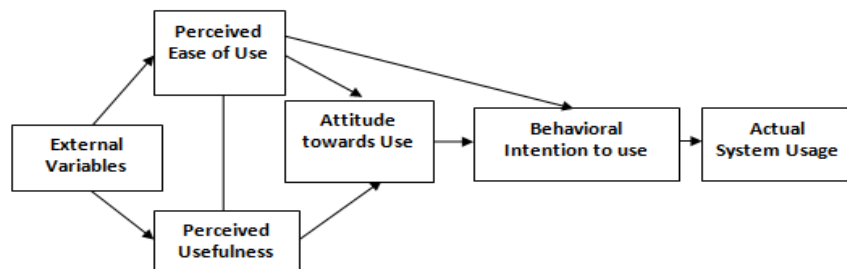 Perceived
Ease of Use
External
Variables
Attitude
towards Use
Behavioral
Intention to use
Actual
System Usage
Perceived
Usefulness